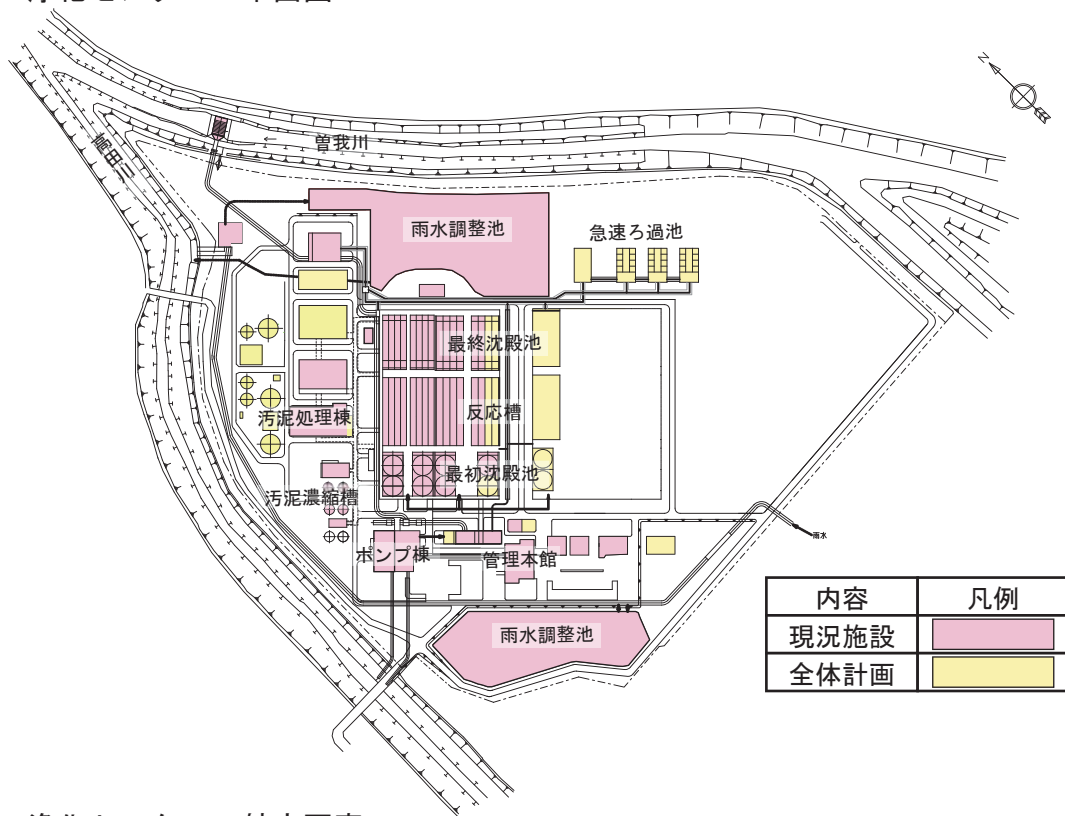 N
曽我川
雨水調整池
急速ろ過池
最終沈殿池
反応槽
汚泥処理棟
最初沈殿池
汚泥濃縮槽
雨水
ポンプ棟
管理本館
雨水調整池
内容 凡例
現況施設
全体計画